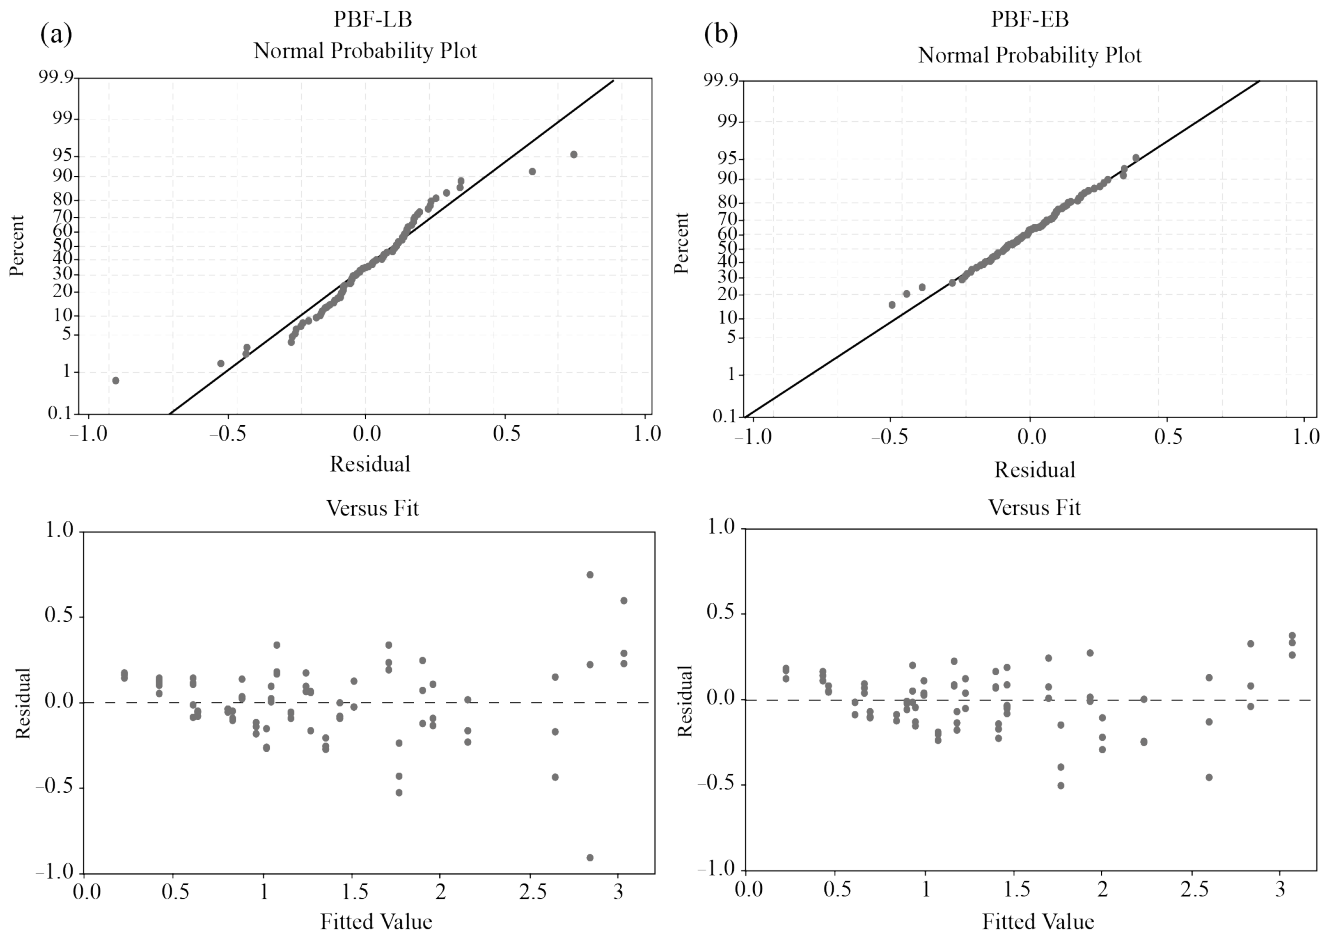 (a)
PBF-LB
Normal Probability Plot
99.9
99
95
90
80
70
60
50
40
30
20
10
5
1
0.1
Percent
−1.0 −0.5 0.0 0.5 1.0
Residual
(b)
PBF-EB
Normal Probability Plot
99.9
99
95
90
80
70
60
50
40
30
20
10
5
1
0.1
Percent
−1.0 −0.5 0.0 0.5 1.0
Residual
Versus Fit
1.0
0.5
0.0
−0.5
−1.0
Residual
0.0 0.5 1 1.5 2 2.5 3
Fitted Value
Versus Fit
1.0
0.5
0.0
−0.5
−1.0
Residual
0.0 0.5 1 1.5 2 2.5 3
Fitted Value